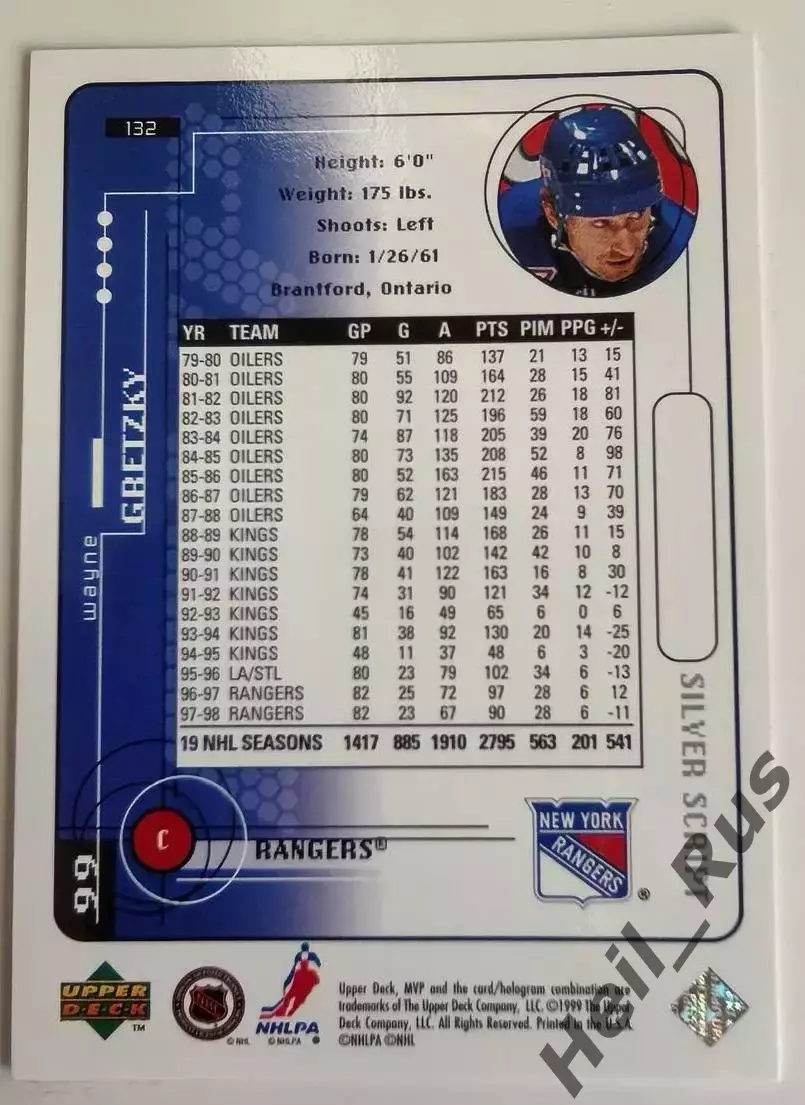 132
Height: 6'0"
Weight: 175 lbs.
Shoots: Left
Born: 1/26/61
Brantford, Ontario
wayne GRETZKY
99
YR TEAM GP G A PTS PIM PPG +/-
79-80 OILERS 79 51 86 137 21 13 15
80-81 OILERS 80 55 109 164 28 15 41
81-82 OILERS 80 92 120 212 26 18 81
82-83 OILERS 80 71 125 196 59 18 60
83-84 OILERS 74 87 118 205 39 20 76
84-85 OILERS 80 73 135 208 52 8 98
85-86 OILERS 80 52 163 215 46 11 71
86-87 OILERS 79 62 121 183 28 13 70
87-88 OILERS 64 40 109 149 24 9 39
88-89 KINGS 78 54 114 168 26 11 15
89-90 KINGS 73 40 102 142 42 10 8
90-91 KINGS 78 41 122 163 16 8 30
91-92 KINGS 74 31 90 121 34 12 -12
92-93 KINGS 45 16 49 65 6 0 6
93-94 KINGS 81 38 92 130 20 14 -25
94-95 KINGS 48 11 37 48 6 3 -20
95-96 LA/STL 80 23 79 102 34 6 -13
96-97 RANGERS 82 25 72 97 28 6 12
97-98 RANGERS 82 23 67 90 28 6 -11
19 NHL SEASONS 1417 885 1910 2795 563 201 541
SILVER SCRIPT
C
RANGERS®
NEW YORK
RANGERS
®
UPPER
DECK
™
NHL
© NHL
NHLPA
© NHLPA ®
Upper Deck, MVP and the card/hologram combination are
trademarks of The Upper Deck Company, LLC. ©1999 The Upper
Deck Company, LLC. All Rights Reserved. Printed in the U.S.A.
©NHLPA ©NHL
Heil_Rus